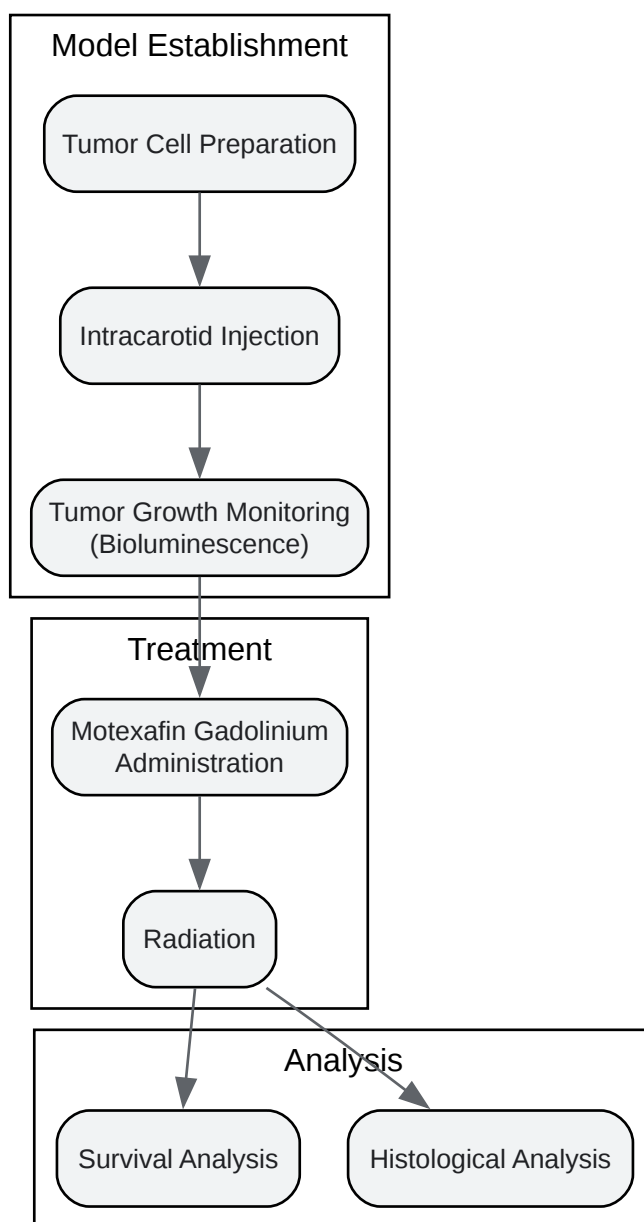 Model Establishment
Tumor Cell Preparation
Intracarotid Injection
Tumor Growth Monitoring
(Bioluminescence)
Treatment
Motexafin Gadolinium
Administration
Radiation
Analysis
Survival Analysis
Histological Analysis